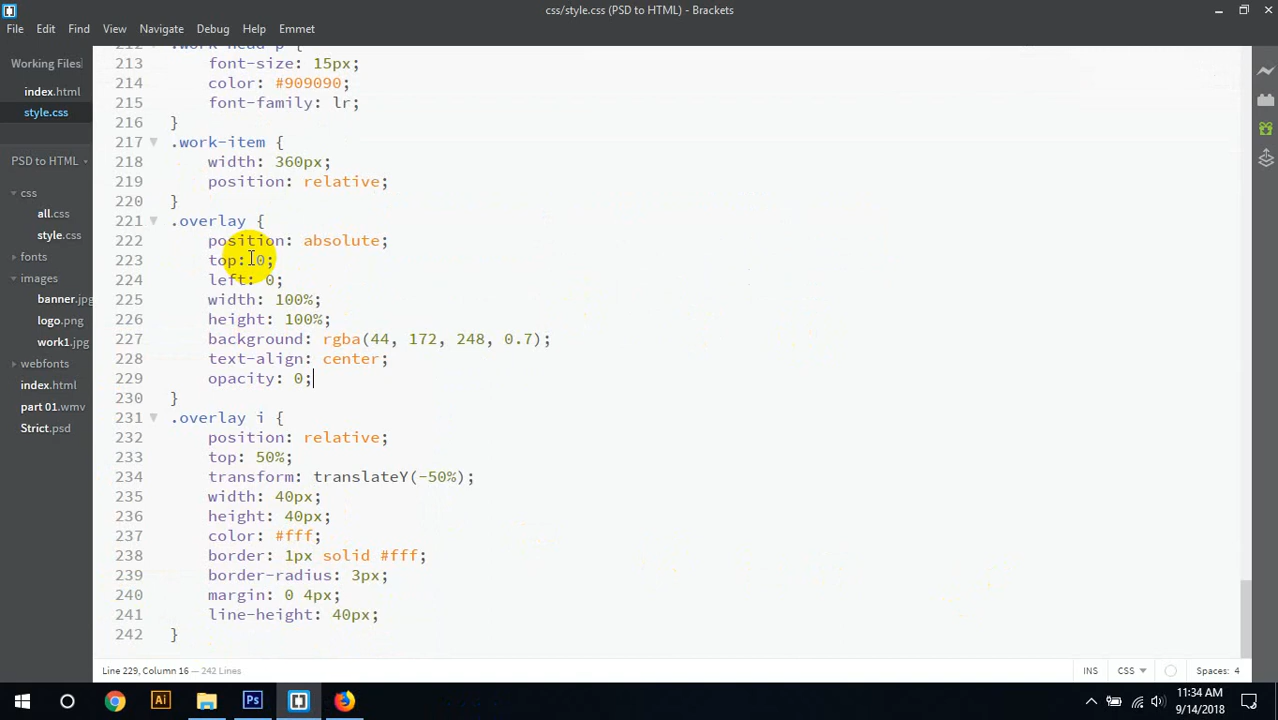 css/style.css (PSD to HTML) - Brackets
File Edit View Navigate Debug Help Emmet
Working Files
index.html
style.css
PSD to HTML
css
all.css
style.css
fonts
images
banner.jpg
logo.png
work1.jpg
webfonts
index.html
part 01.wmv
Strict.psd
212 .work-head p {
213 font-size: 15px;
214 color: #909090;
215 font-family: lr;
216 }
217 .work-item {
218 width: 360px;
219 position: relative;
220 }
221 .overlay {
222 position: absolute;
223 top: 0;
224 left: 0;
225 width: 100%;
226 height: 100%;
227 background: rgba(44, 172, 248, 0.7);
228 text-align: center;
229 opacity: 0;
230 }
231 .overlay i {
232 position: relative;
233 top: 50%;
234 transform: translateY(-50%);
235 width: 40px;
236 height: 40px;
237 color: #fff;
238 border: 1px solid #fff;
239 border-radius: 3px;
240 margin: 0 4px;
241 line-height: 40px;
242 }
Line 229, Column 16 — 242 Lines
INS CSS Spaces: 4
Ai Ps
11:34 AM
9/14/2018